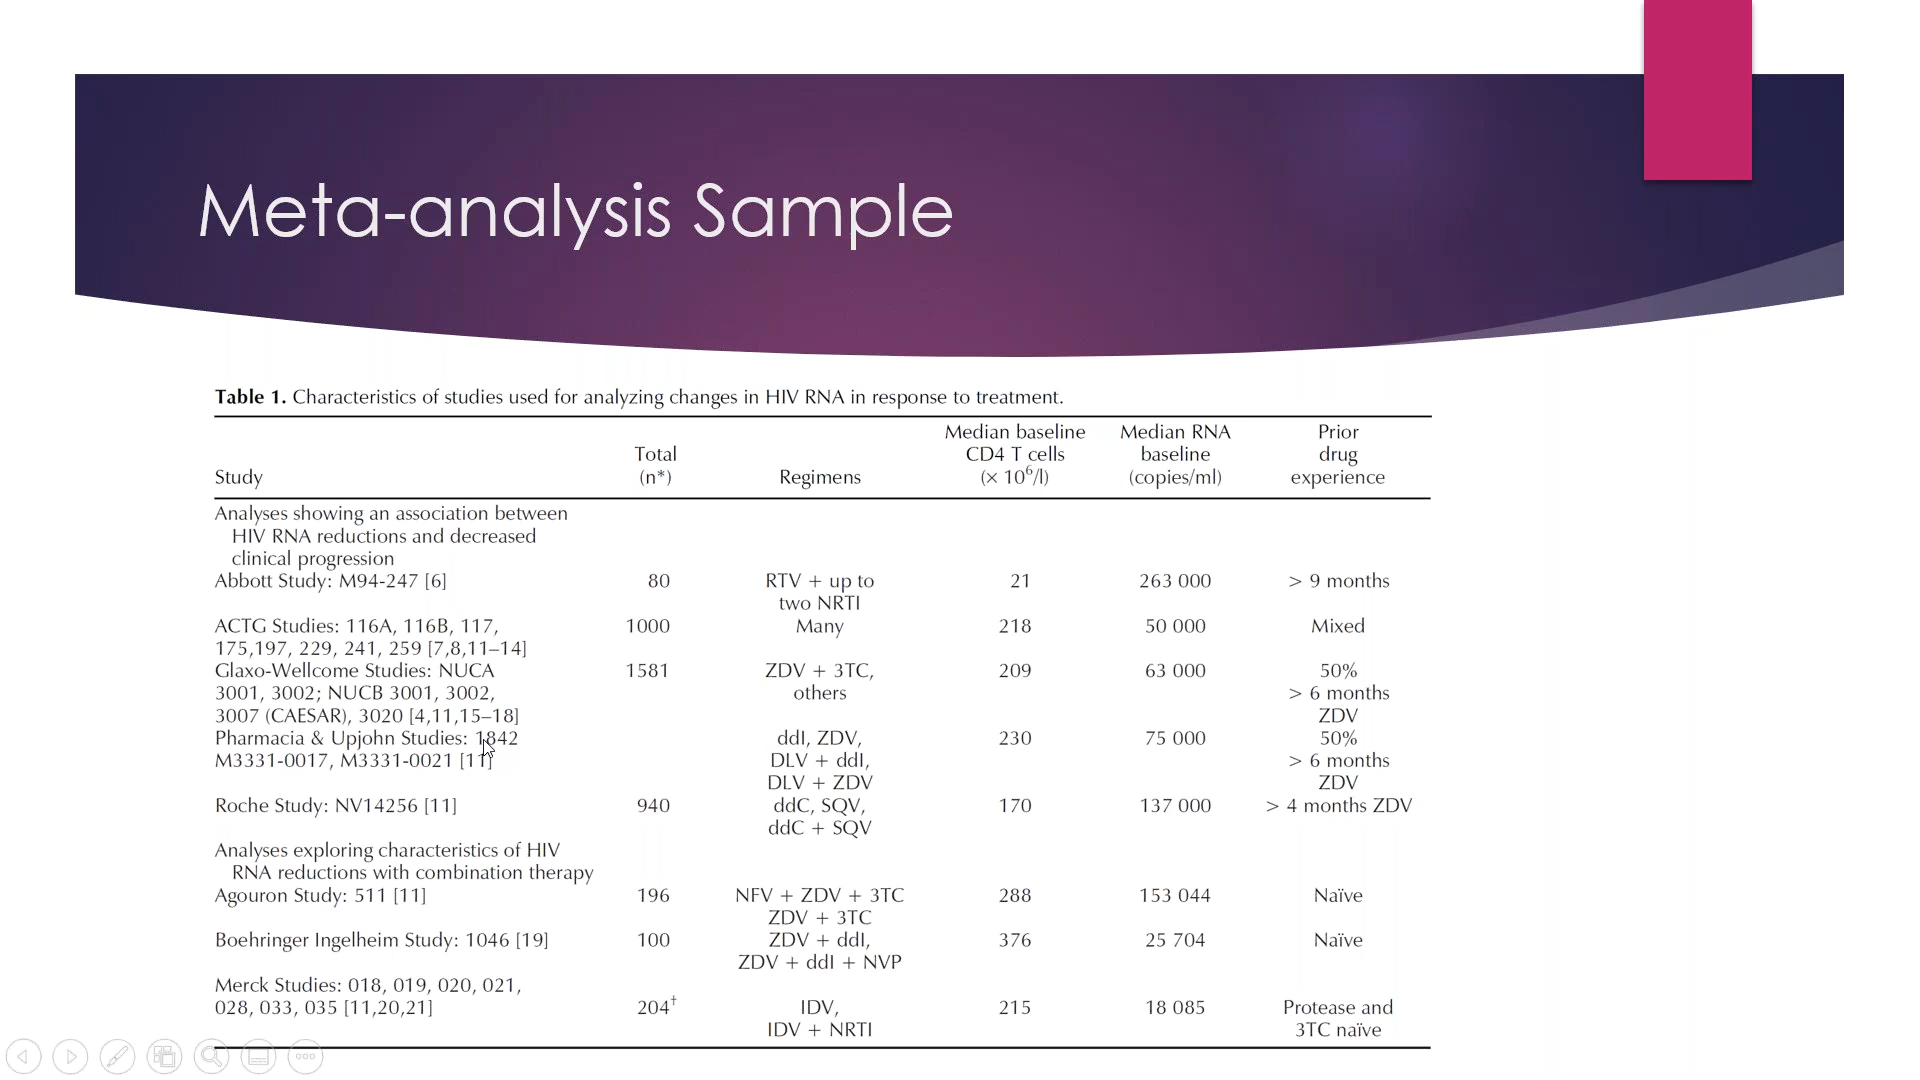 Meta-analysis Sample
Table 1. Characteristics of studies used for analyzing changes in HIV RNA in response to treatment.
Median baseline Median RNA Prior
Total CD4 T cells baseline drug
Study (n*) Regimens (× 10⁶/l) (copies/ml) experience
Analyses showing an association between
HIV RNA reductions and decreased
clinical progression
Abbott Study: M94-247 [6] 80 RTV + up to 21 263 000 > 9 months
two NRTI
ACTG Studies: 116A, 116B, 117, 1000 Many 218 50 000 Mixed
175,197, 229, 241, 259 [7,8,11–14]
Glaxo-Wellcome Studies: NUCA 1581 ZDV + 3TC, 209 63 000 50%
3001, 3002; NUCB 3001, 3002, others > 6 months
3007 (CAESAR), 3020 [4,11,15–18] ZDV
Pharmacia & Upjohn Studies: 1842 ddI, ZDV, 230 75 000 50%
M3331-0017, M3331-0021 [11] DLV + ddI, > 6 months
DLV + ZDV ZDV
Roche Study: NV14256 [11] 940 ddC, SQV, 170 137 000 > 4 months ZDV
ddC + SQV
Analyses exploring characteristics of HIV
RNA reductions with combination therapy
Agouron Study: 511 [11] 196 NFV + ZDV + 3TC 288 153 044 Naïve
ZDV + 3TC
Boehringer Ingelheim Study: 1046 [19] 100 ZDV + ddI, 376 25 704 Naïve
ZDV + ddI + NVP
Merck Studies: 018, 019, 020, 021,
028, 033, 035 [11,20,21] 204† IDV, 215 18 085 Protease and
IDV + NRTI 3TC naïve